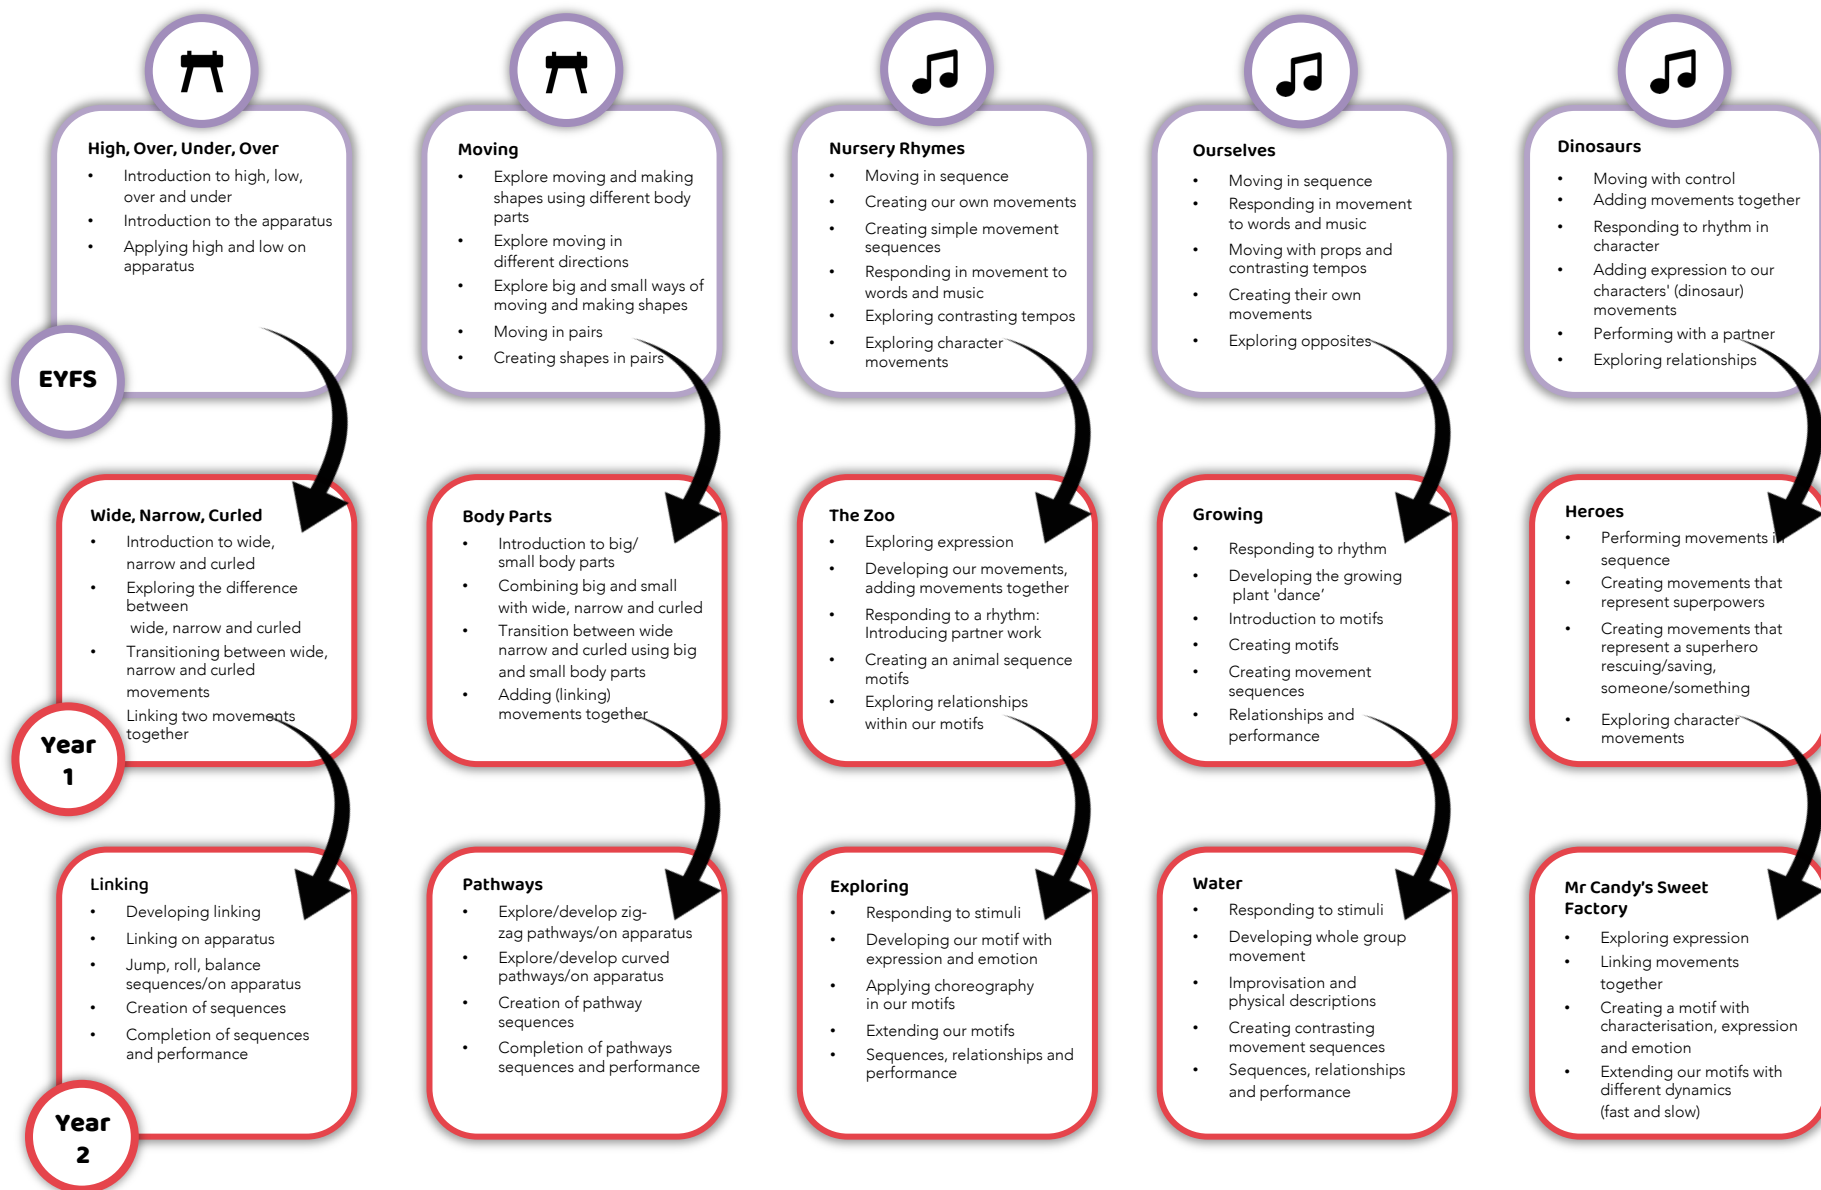 High, Over, Under, Over
• Introduction to high, low,
over and under
• Introduction to the apparatus
• Applying high and low on
apparatus
EYFS
Moving
• Explore moving and making
shapes using different body
parts
• Explore moving in
different directions
• Explore big and small ways of
moving and making shapes
• Moving in pairs
• Creating shapes in pairs
Nursery Rhymes
• Moving in sequence
• Creating our own movements
• Creating simple movement
sequences
• Responding in movement to
words and music
• Exploring contrasting tempos
• Exploring character
movements
Ourselves
• Moving in sequence
• Responding in movement
to words and music
• Moving with props and
contrasting tempos
• Creating their own
movements
• Exploring opposites
Dinosaurs
• Moving with control
• Adding movements together
• Responding to rhythm in
character
• Adding expression to our
characters' (dinosaur)
movements
• Performing with a partner
• Exploring relationships
Wide, Narrow, Curled
• Introduction to wide,
narrow and curled
• Exploring the difference
between
wide, narrow and curled
• Transitioning between wide,
narrow and curled
movements
Linking two movements
together
Year
1
Body Parts
• Introduction to big/
small body parts
• Combining big and small
with wide, narrow and curled
• Transition between wide
narrow and curled using big
and small body parts
• Adding (linking)
movements together
The Zoo
• Exploring expression
• Developing our movements,
adding movements together
• Responding to a rhythm:
Introducing partner work
• Creating an animal sequence
motifs
• Exploring relationships
within our motifs
Growing
• Responding to rhythm
• Developing the growing
plant 'dance’
• Introduction to motifs
• Creating motifs
• Creating movement
sequences
• Relationships and
performance
Heroes
• Performing movements in
sequence
• Creating movements that
represent superpowers
• Creating movements that
represent a superhero
rescuing/saving,
someone/something
• Exploring character
movements
Linking
• Developing linking
• Linking on apparatus
• Jump, roll, balance
sequences/on apparatus
• Creation of sequences
• Completion of sequences
and performance
Year
2
Pathways
• Explore/develop zig-
zag pathways/on apparatus
• Explore/develop curved
pathways/on apparatus
• Creation of pathway
sequences
• Completion of pathways
sequences and performance
Exploring
• Responding to stimuli
• Developing our motif with
expression and emotion
• Applying choreography
in our motifs
• Extending our motifs
• Sequences, relationships and
performance
Water
• Responding to stimuli
• Developing whole group
movement
• Improvisation and
physical descriptions
• Creating contrasting
movement sequences
• Sequences, relationships
and performance
Mr Candy’s Sweet
Factory
• Exploring expression
• Linking movements
together
• Creating a motif with
characterisation, expression
and emotion
• Extending our motifs with
different dynamics
(fast and slow)